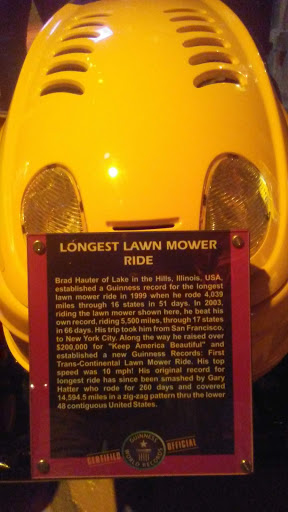 LONGEST LAWN MOWER
RIDE
Brad Hauter of Lake in the Hills, Illinois, USA,
established a Guinness record for the longest
lawn mower ride in 1999 when he rode 4,039
miles through 16 states in 51 days. In 2003,
riding the lawn mower shown here, he beat his
own record, riding 5,500 miles, through 17 states
in 66 days. His trip took him from San Francisco,
to New York City. Along the way he raised over
$200,000 for "Keep America Beautiful" and
established a new Guinness Records: First
Trans-Continental Lawn Mower Ride. His top
speed was 10 mph! His original record for
longest ride has since been smashed by Gary
Hatter who rode for 260 days and covered
14,594.5 miles in a zig-zag pattern thru the lower
48 contiguous United States.
CERTIFIED OFFICIAL
GUINNESS
WORLD RECORDS